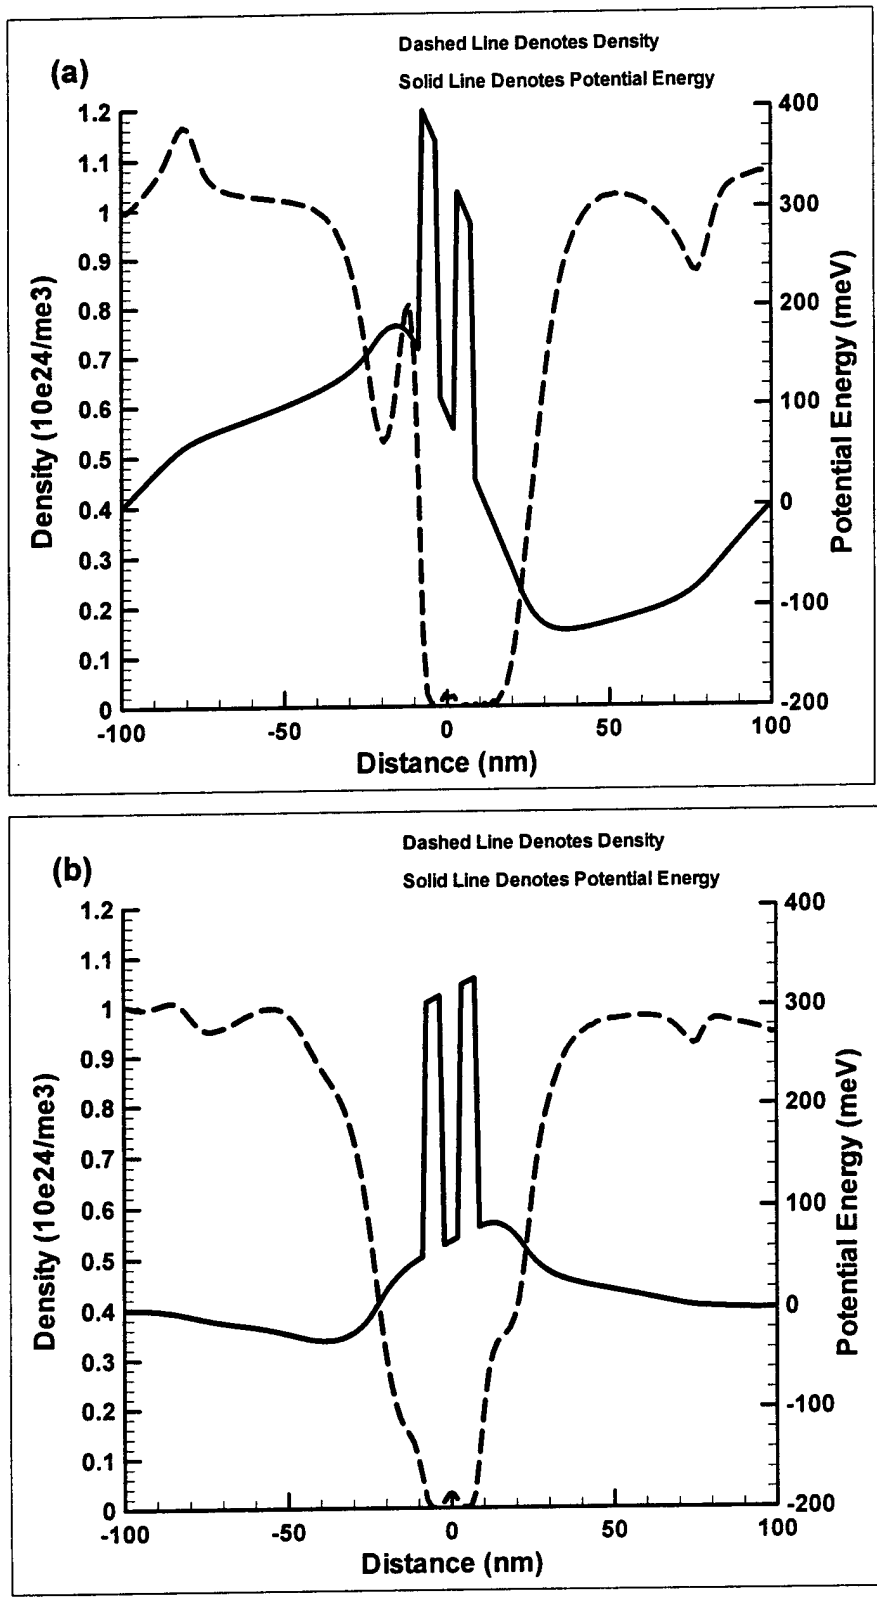 Dashed Line Denotes Density
(a)
Solid Line Denotes Potential Energy
1.2
1.1
1
0.9
0.8
0.7
0.6
0.5
0.4
0.3
0.2
0.1
0
Density (10e24/me3)
400
300
200
100
0
-100
-200
Potential Energy (meV)
-100 -50 0 50 100
Distance (nm)
Dashed Line Denotes Density
(b)
Solid Line Denotes Potential Energy
1.2
1.1
1
0.9
0.8
0.7
0.6
0.5
0.4
0.3
0.2
0.1
0
Density (10e24/me3)
400
300
200
100
0
-100
-200
Potential Energy (meV)
-100 -50 0 50 100
Distance (nm)